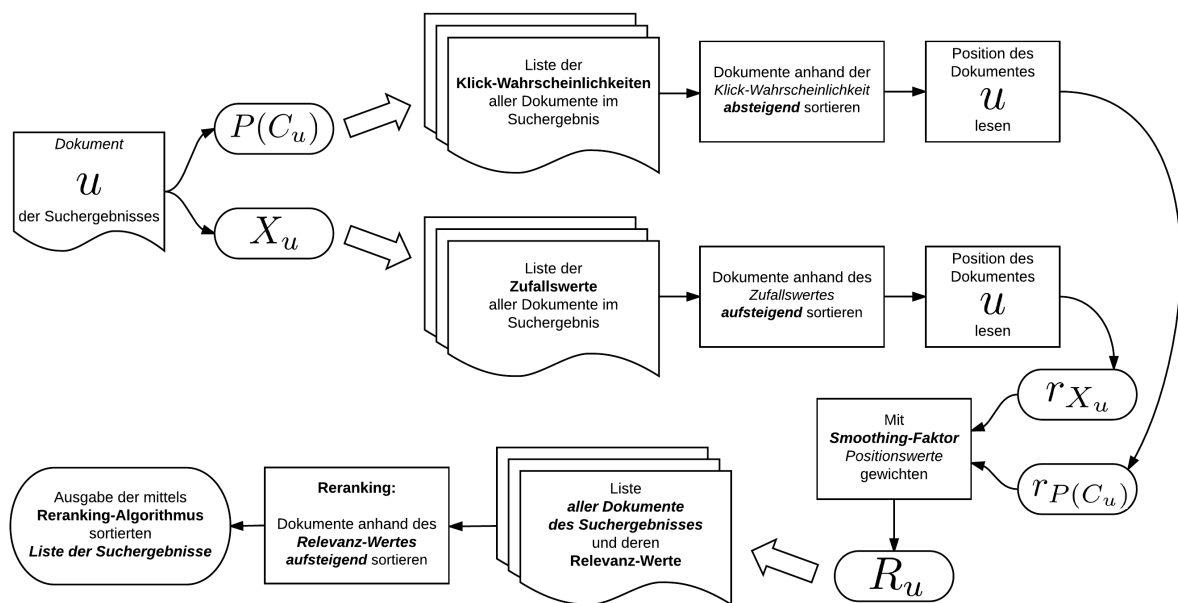 Dokument
u
der Suchergebnisses
P(C_u)
X_u
Liste der
Klick-Wahrscheinlichkeiten
aller Dokumente im
Suchergebnis
Dokumente anhand der
Klick-Wahrscheinlichkeit
absteigend sortieren
Position des
Dokumentes
u
lesen
Liste der
Zufallswerte
aller Dokumente im
Suchergebnis
Dokumente anhand des
Zufallswertes
aufsteigend sortieren
Position des
Dokumentes
u
lesen
r_{X_u}
r_{P(C_u)}
Mit
Smoothing-Faktor
Positionswerte
gewichten
R_u
Liste
aller Dokumente
des Suchergebnisses
und deren
Relevanz-Werte
Reranking:
Dokumente anhand des
Relevanz-Wertes
aufsteigend sortieren
Ausgabe der mittels
Reranking-Algorithmus
sortierten
Liste der Suchergebnisse